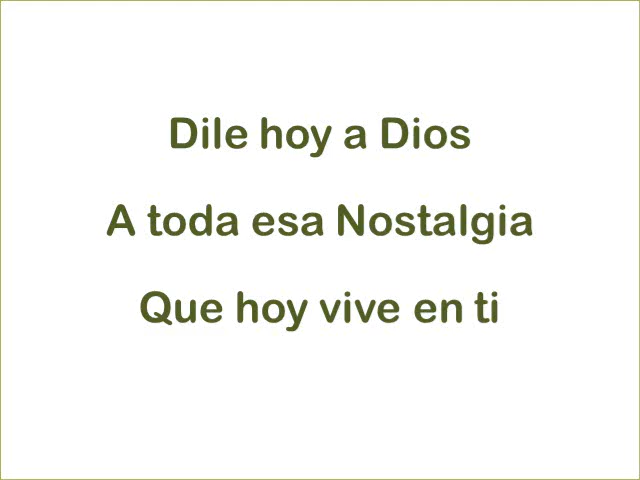 Dile hoy a Dios
A toda esa Nostalgia
Que hoy vive en ti